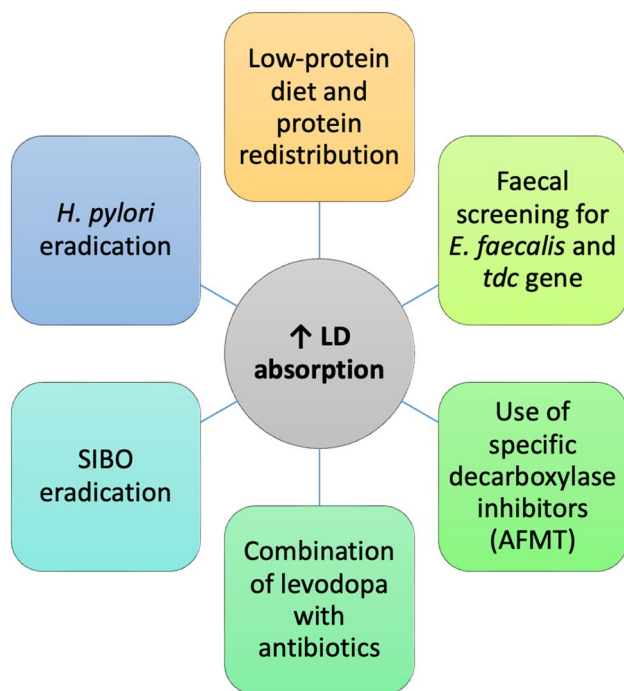 Low-protein
diet and
protein
redistribution
H. pylori
eradication
Faecal
screening for
E. faecalis and
tdc gene
↑ LD
absorption
SIBO
eradication
Use of
specific
decarboxylase
inhibitors
(AFMT)
Combination
of levodopa
with
antibiotics